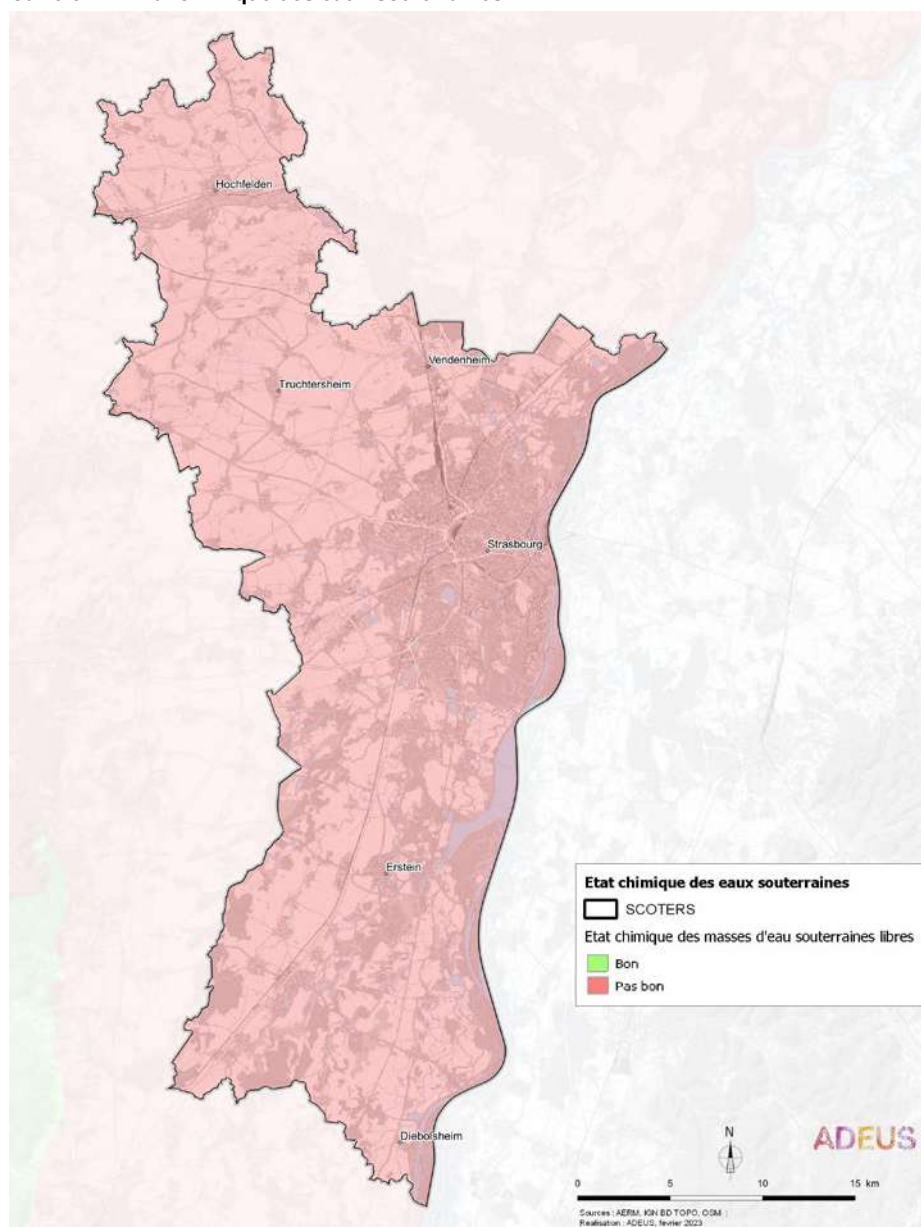 Hochfelden
Vendenheim
Truchtersheim
Strasbourg
Erstein
Diebolsheim
Etat chimique des eaux souterraines
SCOTERS
Etat chimique des masses d'eau souterraines libres
Bon
Pas bon
N
ADEUS
0 5 10 15 km
Sources : AERM, IGN BD TOPO, OSM
Réalisation : ADEUS, février 2023